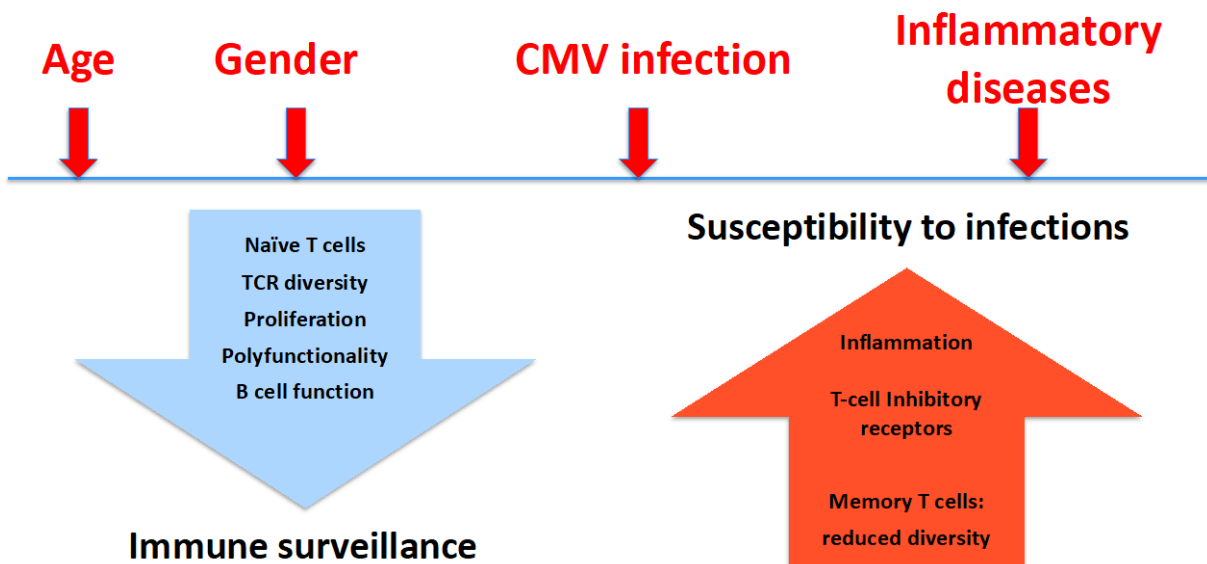 Age
Gender
CMV infection
Inflammatory
diseases
Naïve T cells
TCR diversity
Proliferation
Polyfunctionality
B cell function
Immune surveillance
Susceptibility to infections
Inflammation
T-cell Inhibitory
receptors
Memory T cells:
reduced diversity